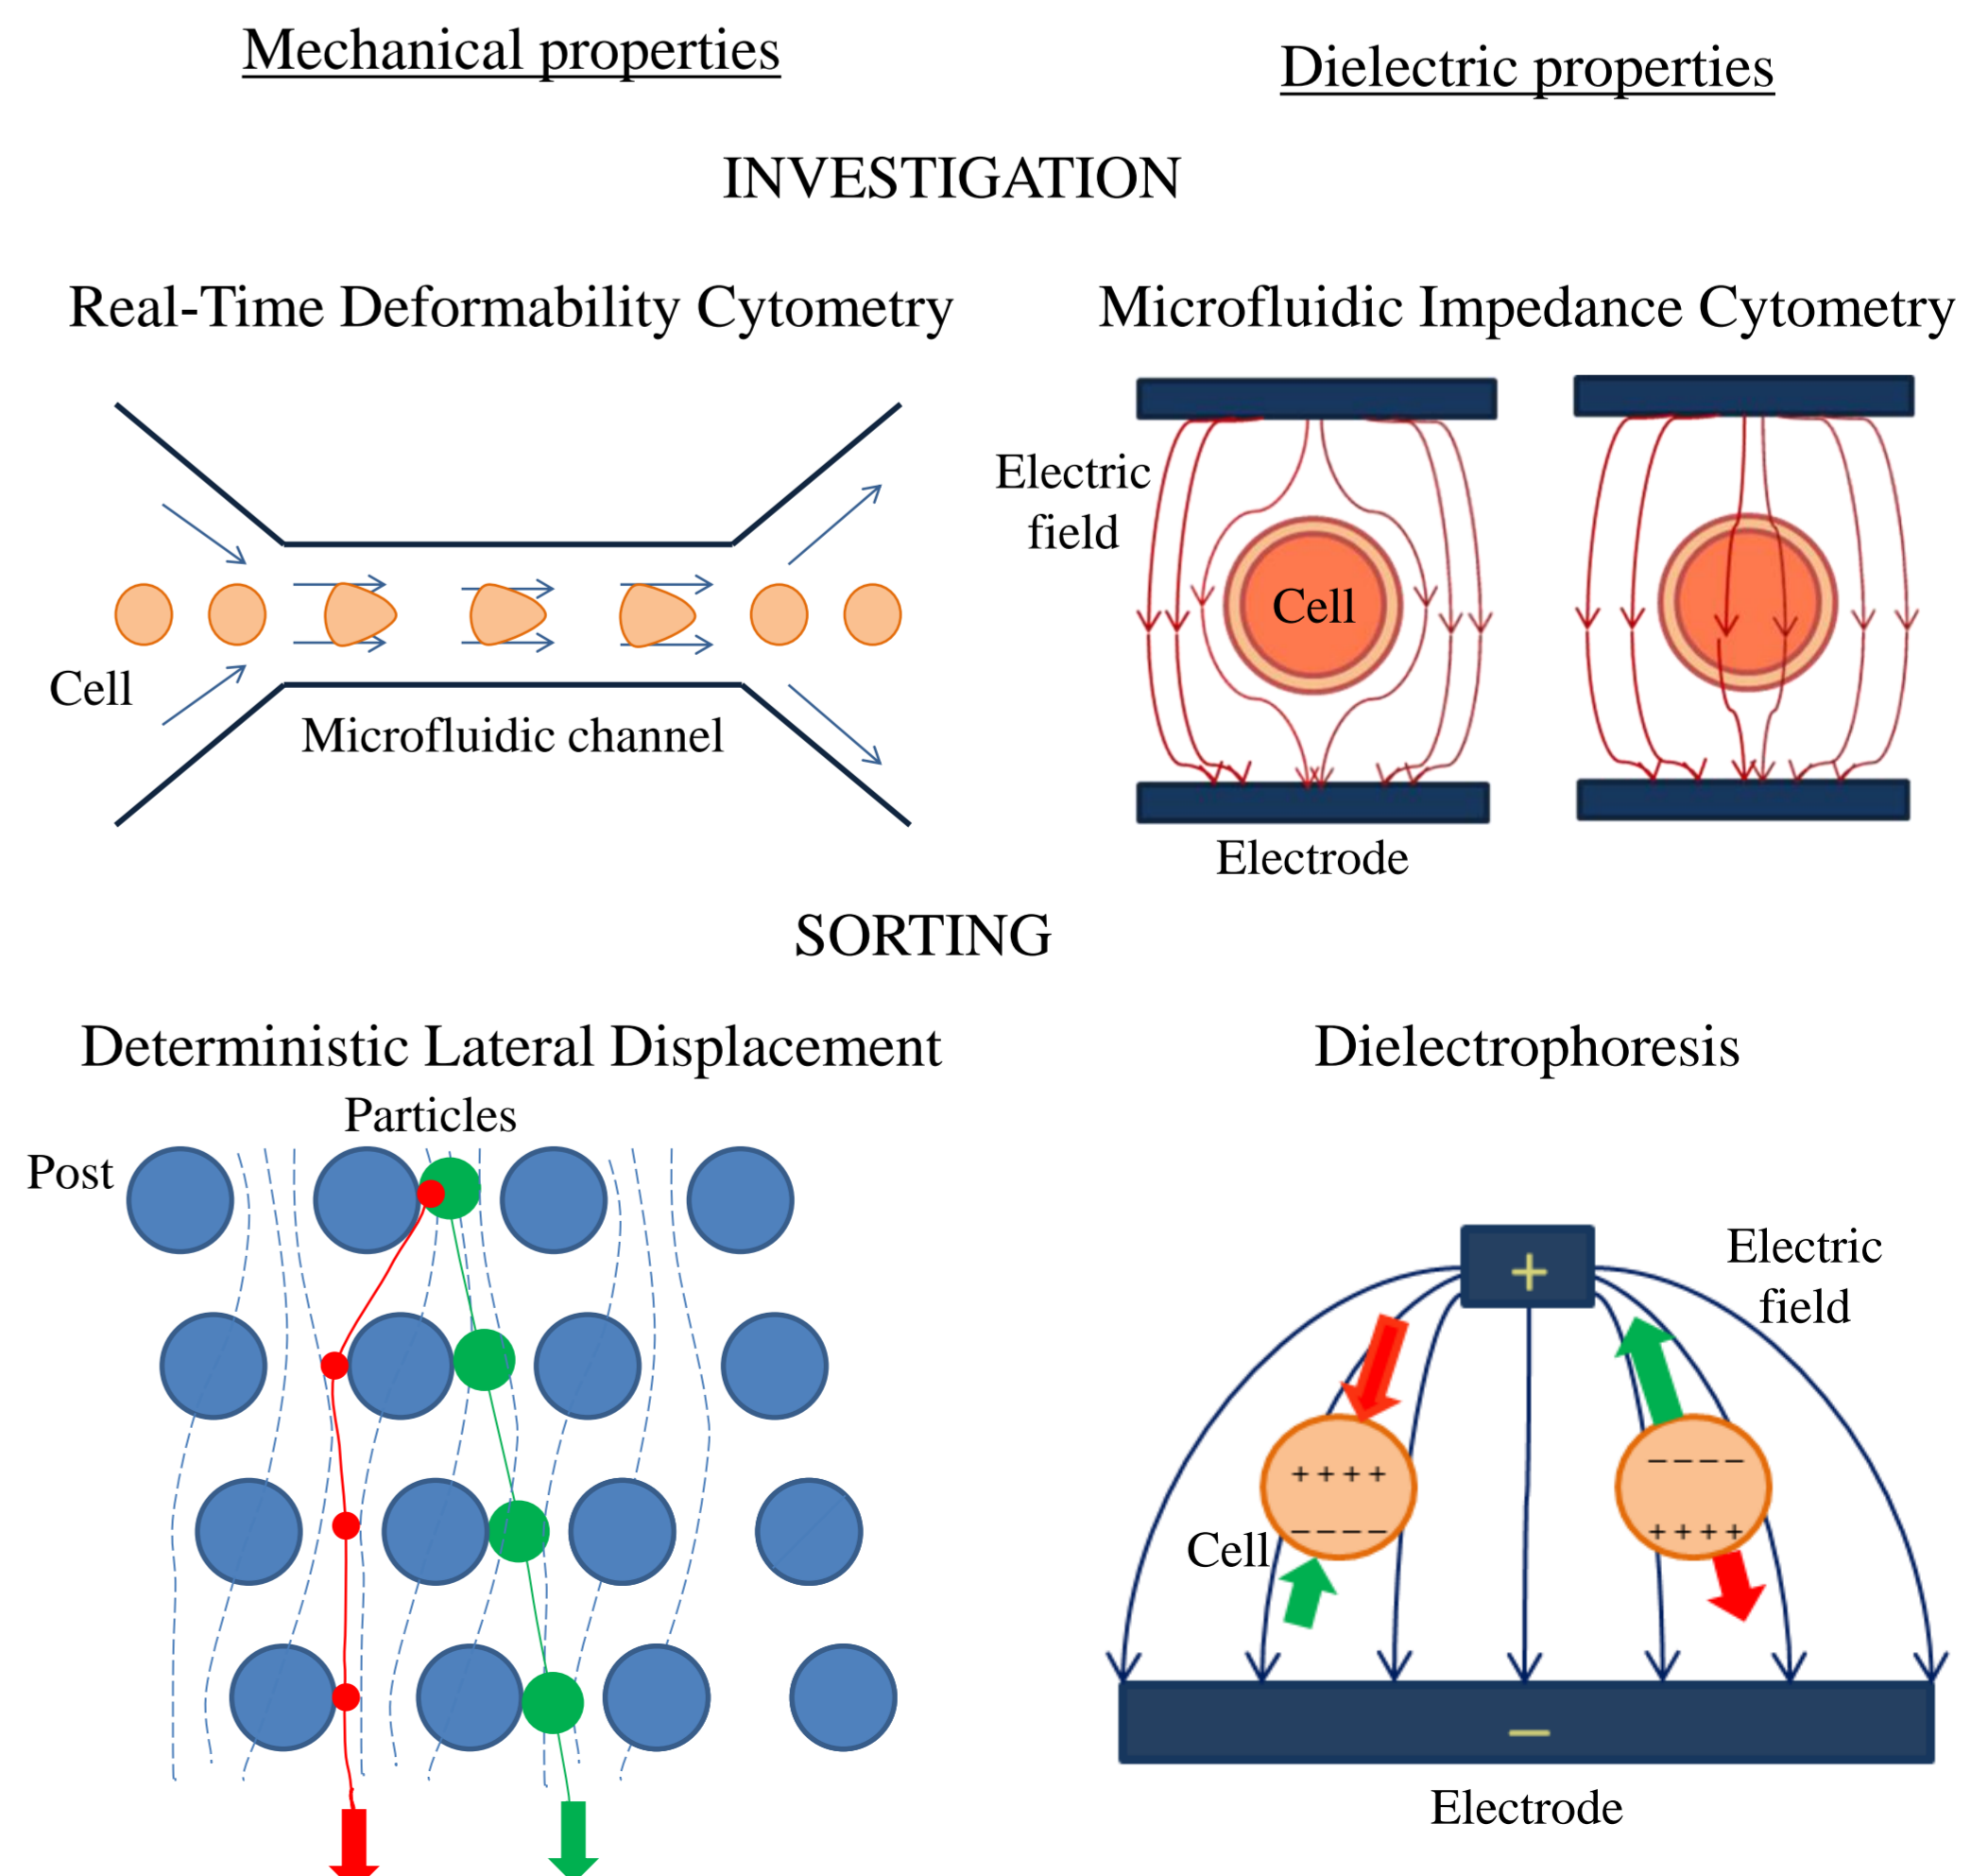 Mechanical properties
Dielectric properties
INVESTIGATION
Real-Time Deformability Cytometry
Microfluidic Impedance Cytometry
Electric
field
Cell
Cell
Microfluidic channel
Electrode
SORTING
Deterministic Lateral Displacement
Dielectrophoresis
Particles
Post
+
Electric
field
+ + + +
– – – –
– – – –
+ + + +
Cell
–
Electrode